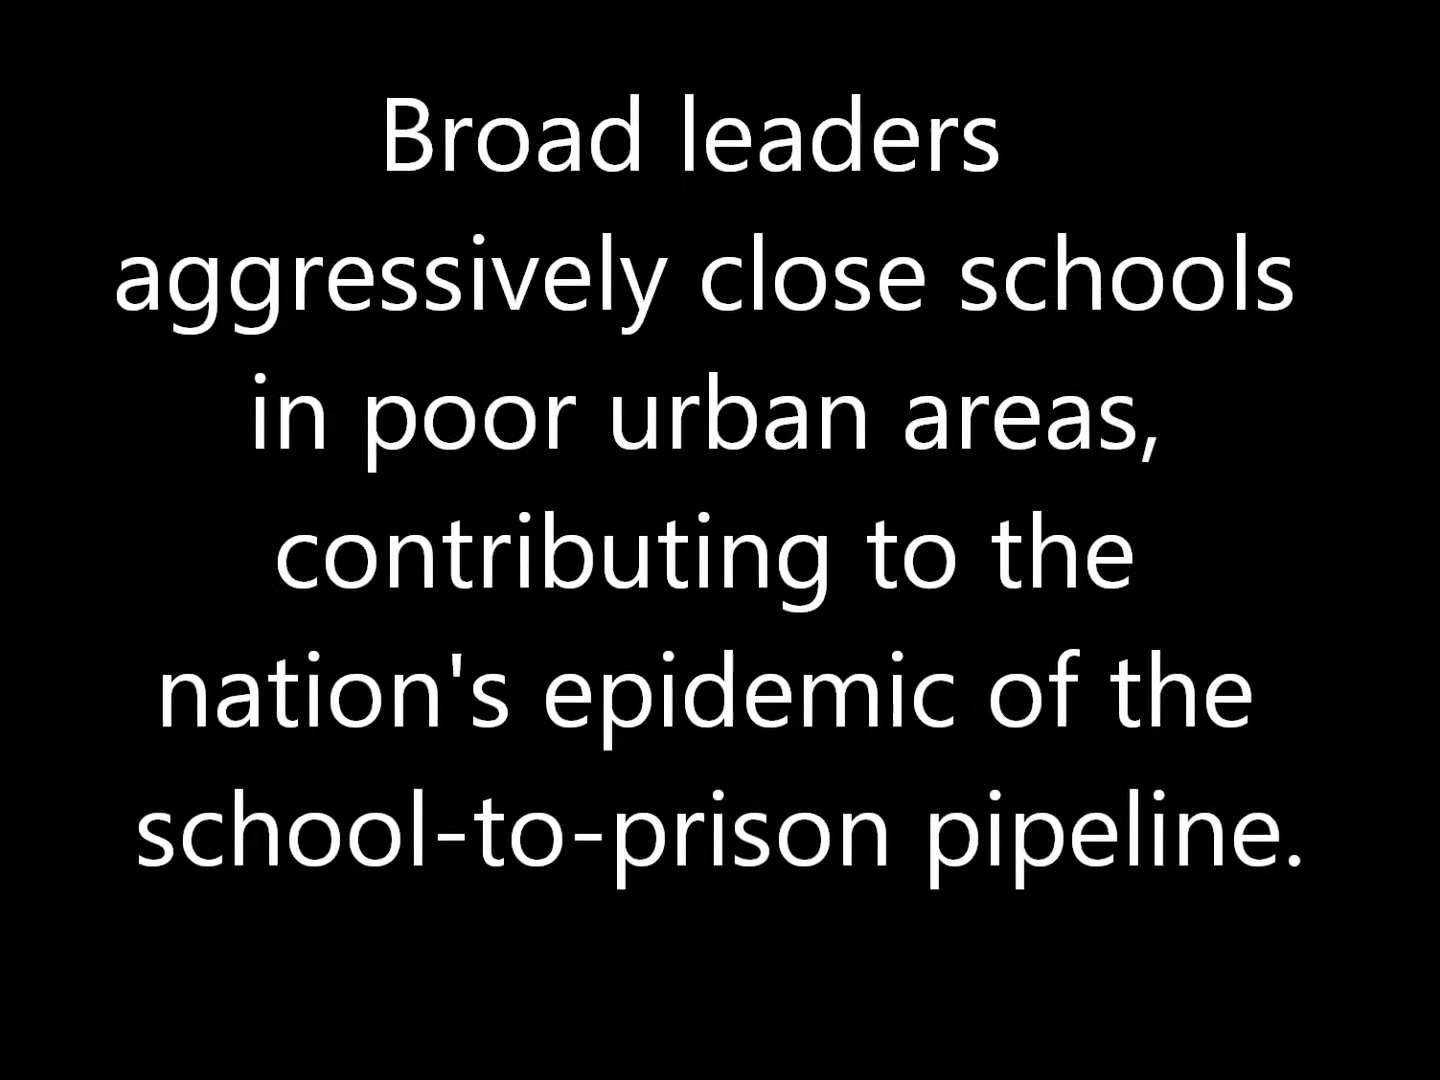 Broad leaders
aggressively close schools
in poor urban areas,
contributing to the
nation's epidemic of the
school-to-prison pipeline.